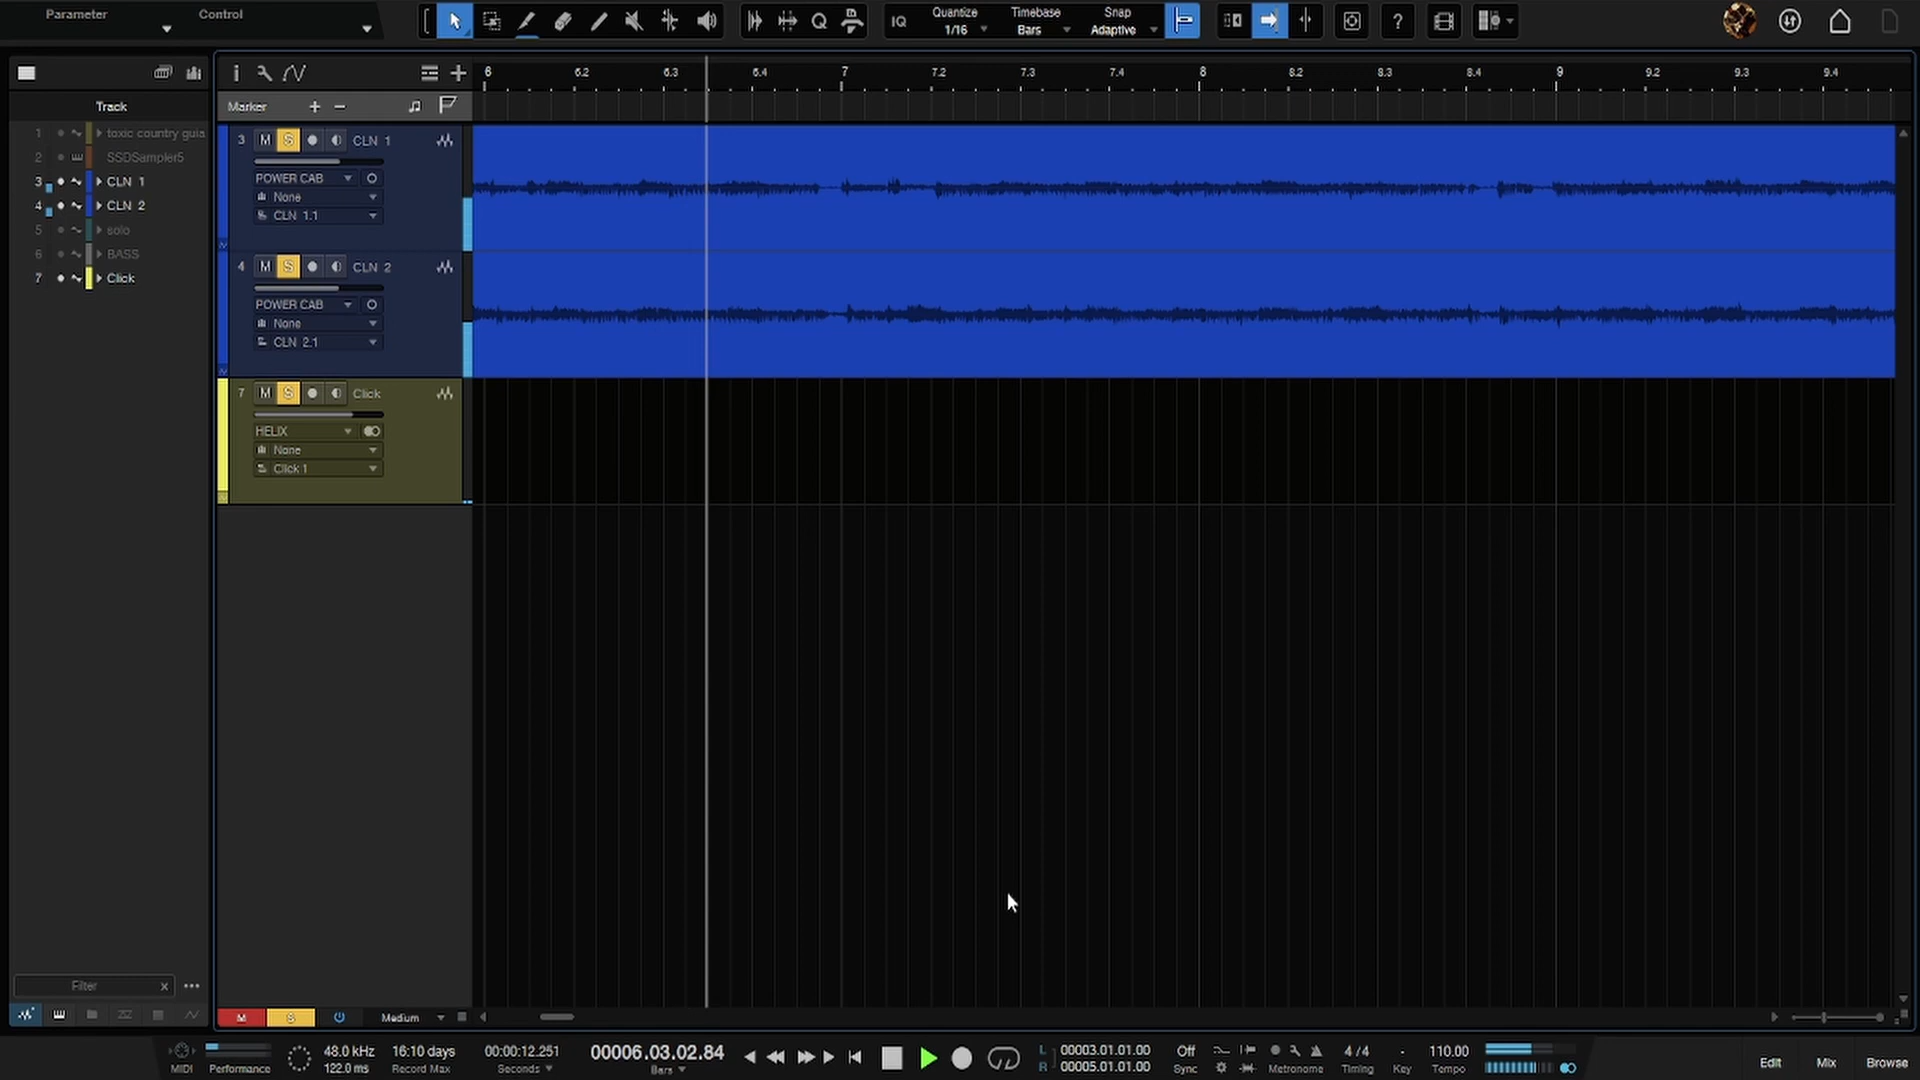 Parameter
Control
IQ
Quantize
1/16
Timebase
Bars
Snap
Adaptive
?
Track
1 toxic country guia
2 SSDSampler5
3 CLN 1
4 CLN 2
5 solo
6 BASS
7 Click
Marker + −
6 6.2 6.3 6.4 7 7.2 7.3 7.4 8 8.2 8.3 8.4 9 9.2 9.3 9.4
3 M S CLN 1
POWER CAB
None
CLN 1.1
4 M S CLN 2
POWER CAB
None
CLN 2.1
7 M S Click
HELIX
None
Click 1
Filter x
M S Medium
MIDI
Performance
48.0 kHz
122.0 ms
16:10 days
Record Max
00:00:12.251
Seconds
00006.03.02.84
Bars
L 00003.01.01.00
R 00005.01.01.00
Off
Sync
Metronome
4 / 4
Timing
-
Key
110.00
Tempo
Edit
Mix
Browse